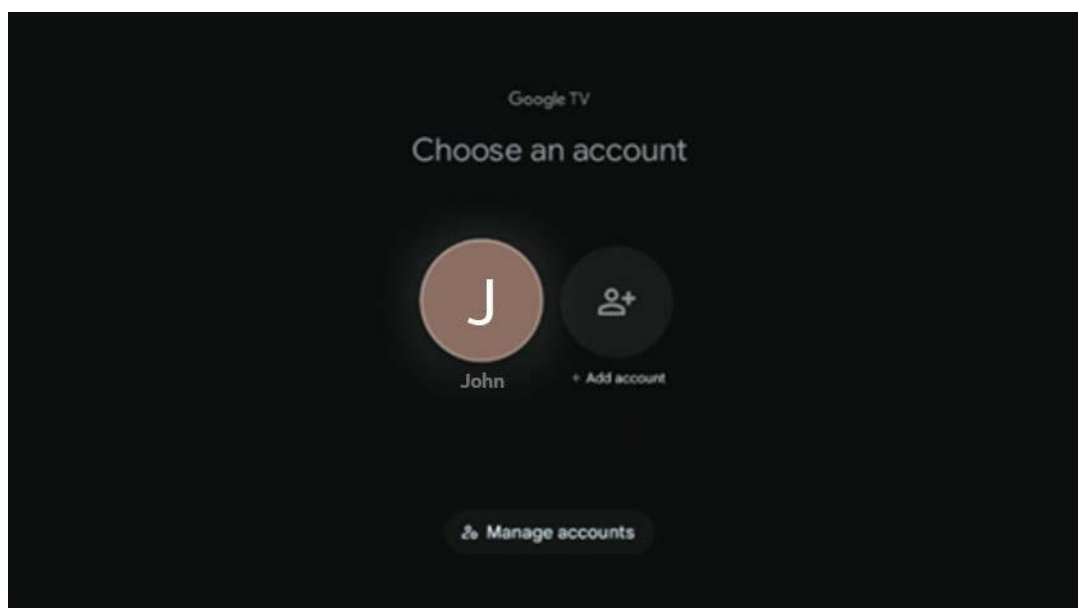 Google TV
Choose an account
J
John
+ Add account
Manage accounts